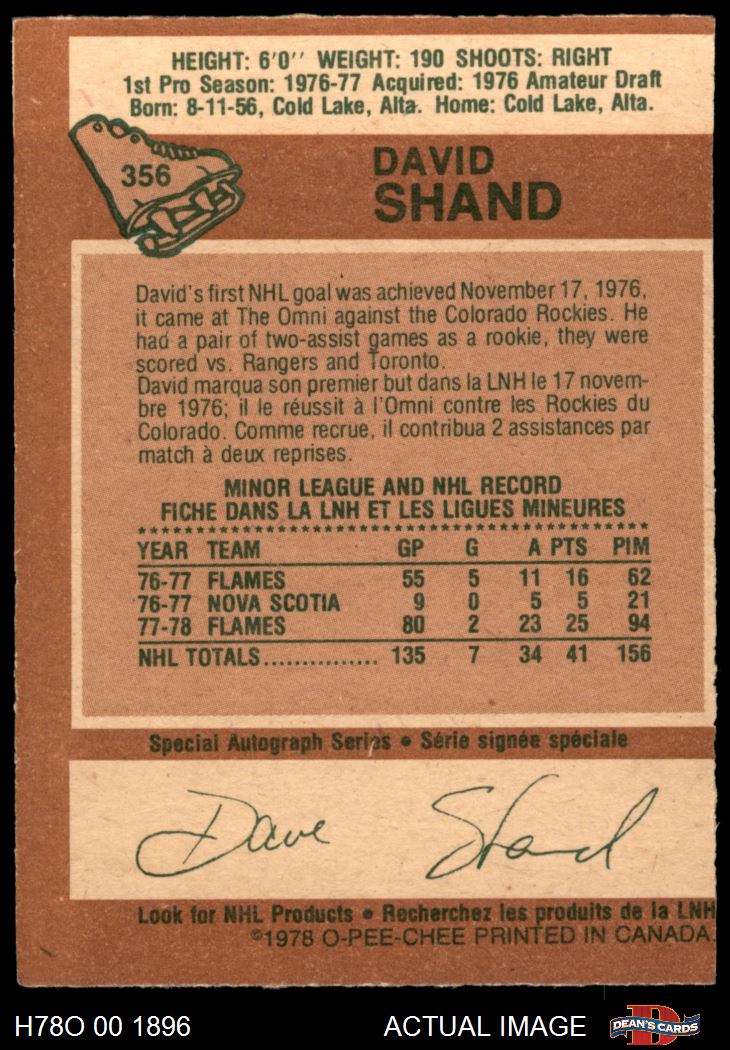 HEIGHT: 6'0'' WEIGHT: 190 SHOOTS: RIGHT
1st Pro Season: 1976-77 Acquired: 1976 Amateur Draft
Born: 8-11-56, Cold Lake, Alta. Home: Cold Lake, Alta.
356
DAVID
SHAND
David's first NHL goal was achieved November 17, 1976,
it came at The Omni against the Colorado Rockies. He
had a pair of two-assist games as a rookie, they were
scored vs. Rangers and Toronto.
David marqua son premier but dans la LNH le 17 novem-
bre 1976; il le réussit à l'Omni contre les Rockies du
Colorado. Comme recrue, il contribua 2 assistances par
match à deux reprises.
MINOR LEAGUE AND NHL RECORD
FICHE DANS LA LNH ET LES LIGUES MINEURES
YEAR TEAM GP G A PTS PIM
76-77 FLAMES 55 5 11 16 62
76-77 NOVA SCOTIA 9 0 5 5 21
77-78 FLAMES 80 2 23 25 94
NHL TOTALS................ 135 7 34 41 156
Special Autograph Series • Série signée spéciale
Dave Shand
Look for NHL Products • Recherchez les produits de la LNH
©1978 O-PEE-CHEE PRINTED IN CANADA.
H78O 00 1896 ACTUAL IMAGE D DEAN'S CARDS